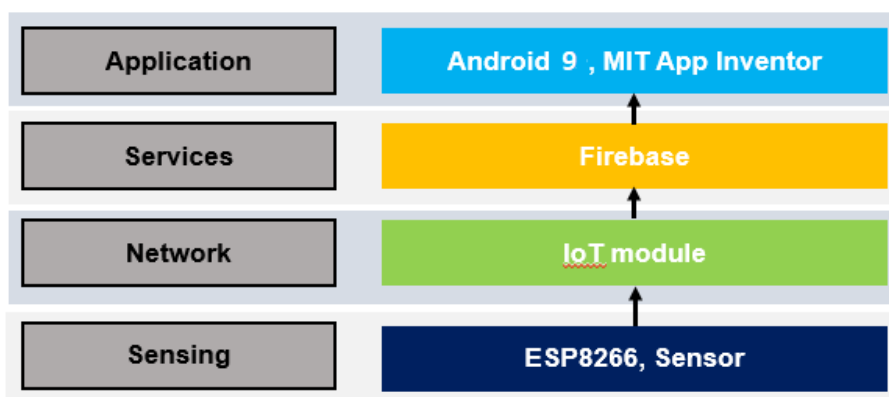 Application
Android 9 , MIT App Inventor
Services
Firebase
Network
IoT module
Sensing
ESP8266, Sensor